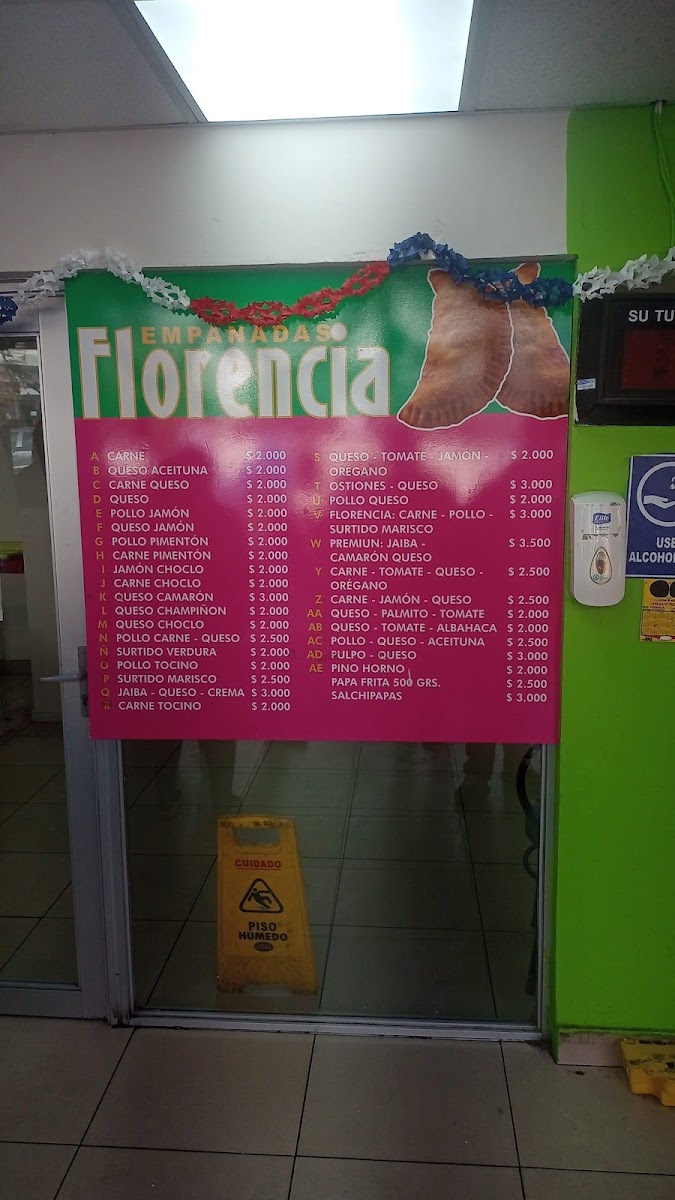 EMPANADAS
Florencia
A CARNE $ 2.000
B QUESO ACEITUNA $ 2.000
C CARNE QUESO $ 2.000
D QUESO $ 2.000
E POLLO JAMÓN $ 2.000
F QUESO JAMÓN $ 2.000
G POLLO PIMENTÓN $ 2.000
H CARNE PIMENTÓN $ 2.000
I JAMÓN CHOCLO $ 2.000
J CARNE CHOCLO $ 2.000
K QUESO CAMARÓN $ 3.000
L QUESO CHAMPIÑON $ 2.000
M QUESO CHOCLO $ 2.000
N POLLO CARNE - QUESO $ 2.500
Ñ SURTIDO VERDURA $ 2.000
O POLLO TOCINO $ 2.000
P SURTIDO MARISCO $ 2.500
Q JAIBA - QUESO - CREMA $ 3.000
R CARNE TOCINO $ 2.000
S QUESO - TOMATE - JAMÓN - $ 2.000
ORÉGANO
T OSTIONES - QUESO $ 3.000
U POLLO QUESO $ 2.000
V FLORENCIA: CARNE - POLLO - $ 3.000
SURTIDO MARISCO
W PREMIUN: JAIBA - $ 3.500
CAMARÓN QUESO
Y CARNE - TOMATE - QUESO - $ 2.500
ORÉGANO
Z CARNE - JAMÓN - QUESO $ 2.500
AA QUESO - PALMITO - TOMATE $ 2.000
AB QUESO - TOMATE - ALBAHACA $ 2.000
AC POLLO - QUESO - ACEITUNA $ 2.500
AD PULPO - QUESO $ 3.000
AE PINO HORNO $ 2.000
PAPA FRITA 500 GRS. $ 2.500
SALCHIPAPAS $ 3.000
SU TU
Elite
USE
ALCOHO
CUIDADO
PISO
HUMEDO